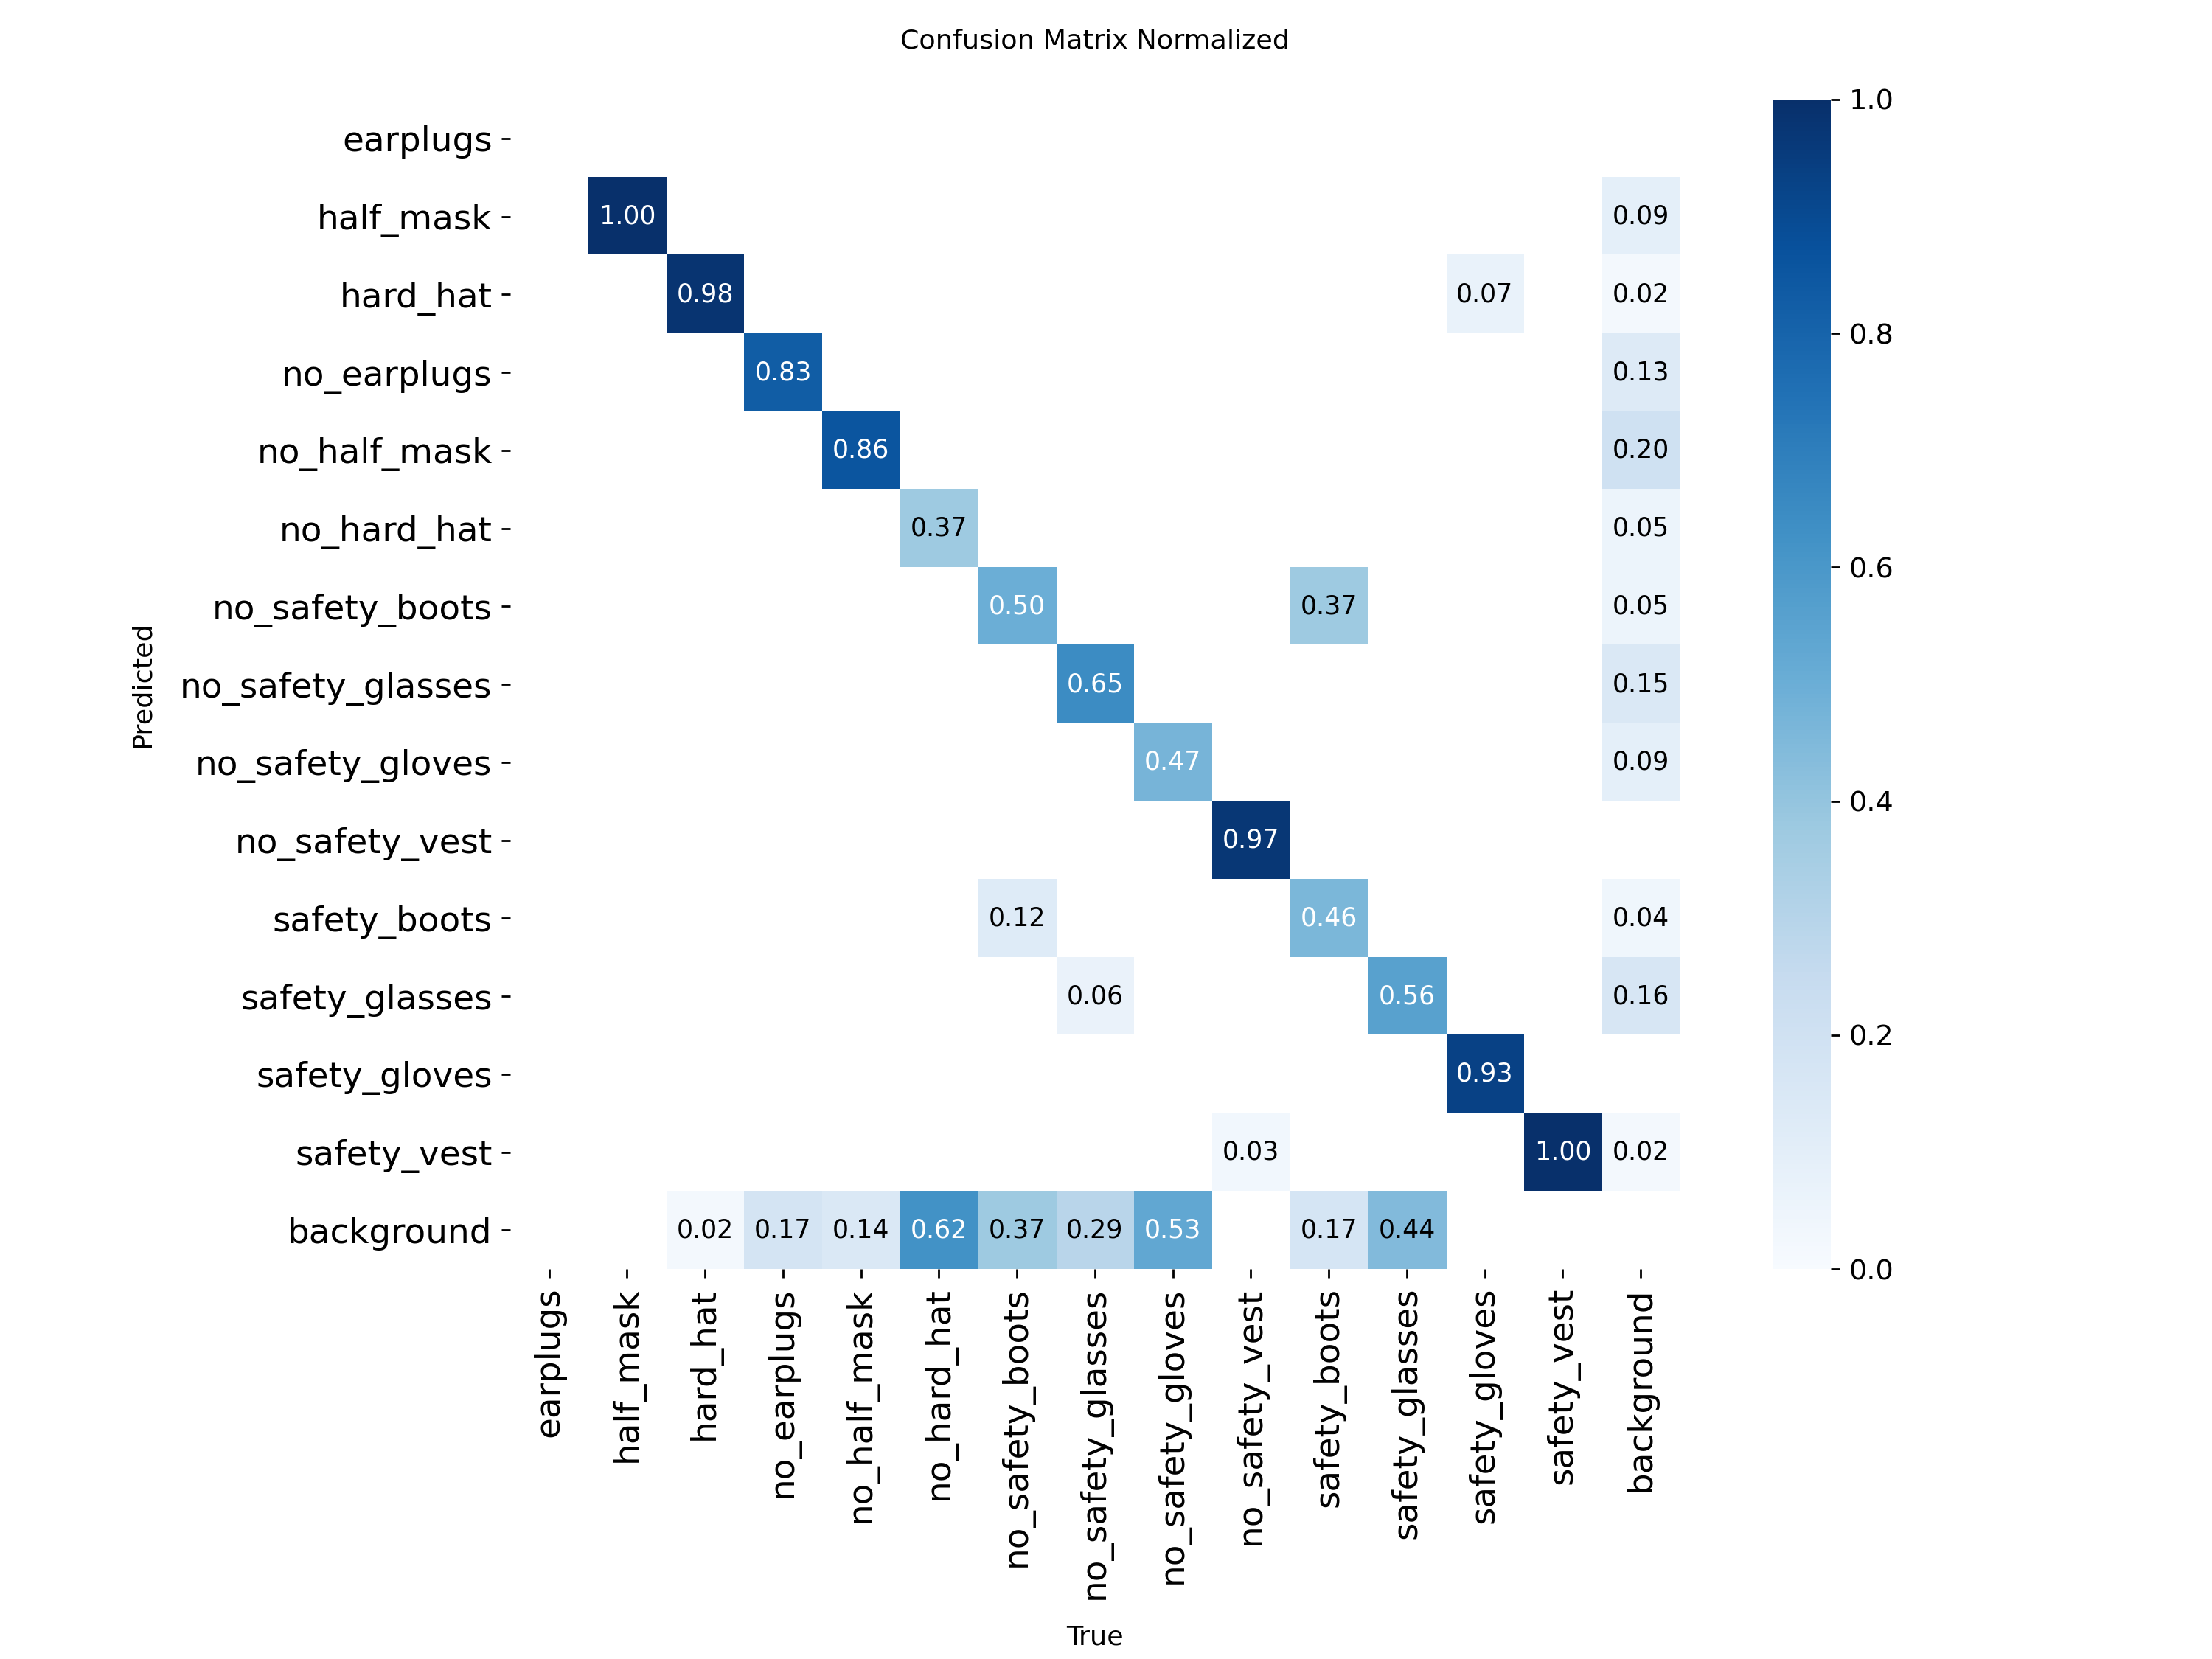 Confusion Matrix Normalized
earplugs
half_mask 1.00 0.09
hard_hat 0.98 0.07 0.02
no_earplugs 0.83 0.13
no_half_mask 0.86 0.20
no_hard_hat 0.37 0.05
no_safety_boots 0.50 0.37 0.05
no_safety_glasses 0.65 0.15
no_safety_gloves 0.47 0.09
no_safety_vest 0.97
safety_boots 0.12 0.46 0.04
safety_glasses 0.06 0.56 0.16
safety_gloves 0.93
safety_vest 0.03 1.00 0.02
background 0.02 0.17 0.14 0.62 0.37 0.29 0.53 0.17 0.44
Predicted
earplugs
half_mask
hard_hat
no_earplugs
no_half_mask
no_hard_hat
no_safety_boots
no_safety_glasses
no_safety_gloves
no_safety_vest
safety_boots
safety_glasses
safety_gloves
safety_vest
background
True
1.0
0.8
0.6
0.4
0.2
0.0